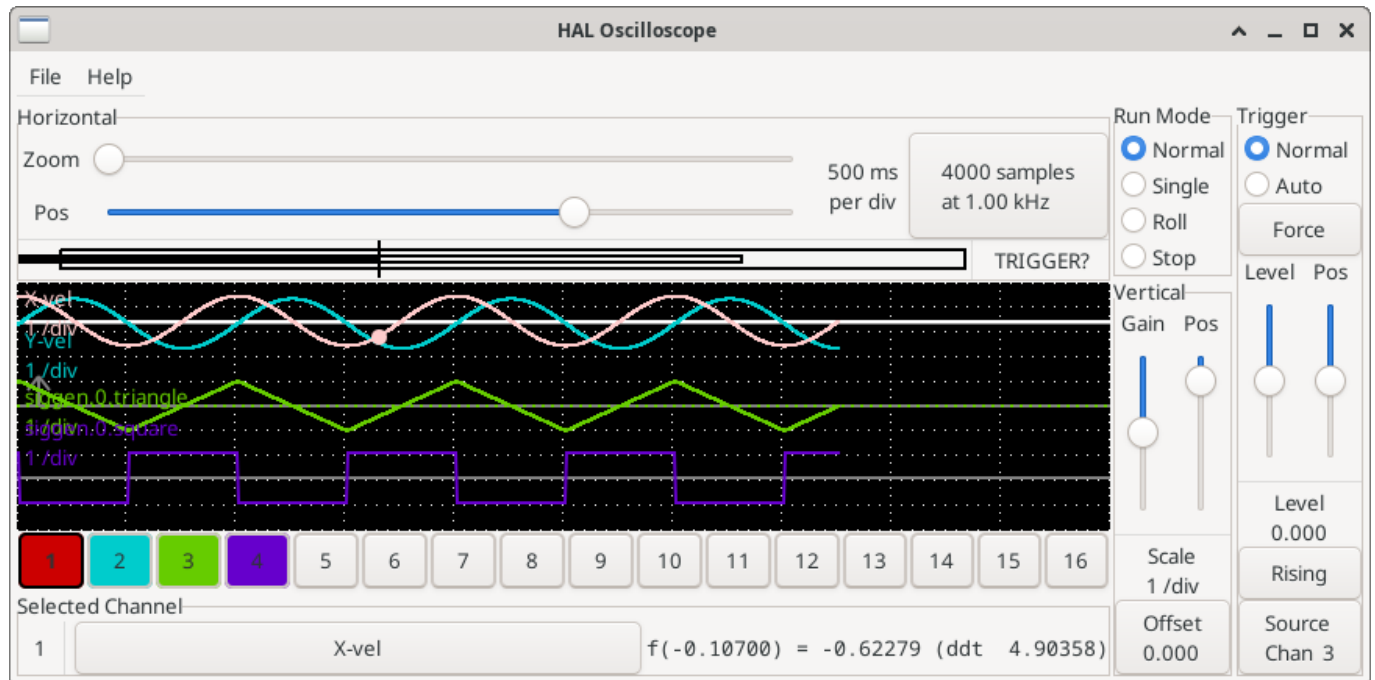 HAL Oscilloscope
File Help
Horizontal
Zoom
Pos
500 ms
per div
4000 samples
at 1.00 kHz
TRIGGER?
Run Mode
Normal
Single
Roll
Stop
Trigger
Normal
Auto
Force
Level Pos
Level
0.000
Rising
Source
Chan 3
Vertical
Gain Pos
Scale
1 /div
Offset
0.000
X-vel
1 /div
Y-vel
1 /div
siggen.0.triangle
1 /div
siggen.0.square
1 /div
1 2 3 4 5 6 7 8 9 10 11 12 13 14 15 16
Selected Channel
1 X-vel f(-0.10700) = -0.62279 (ddt 4.90358)